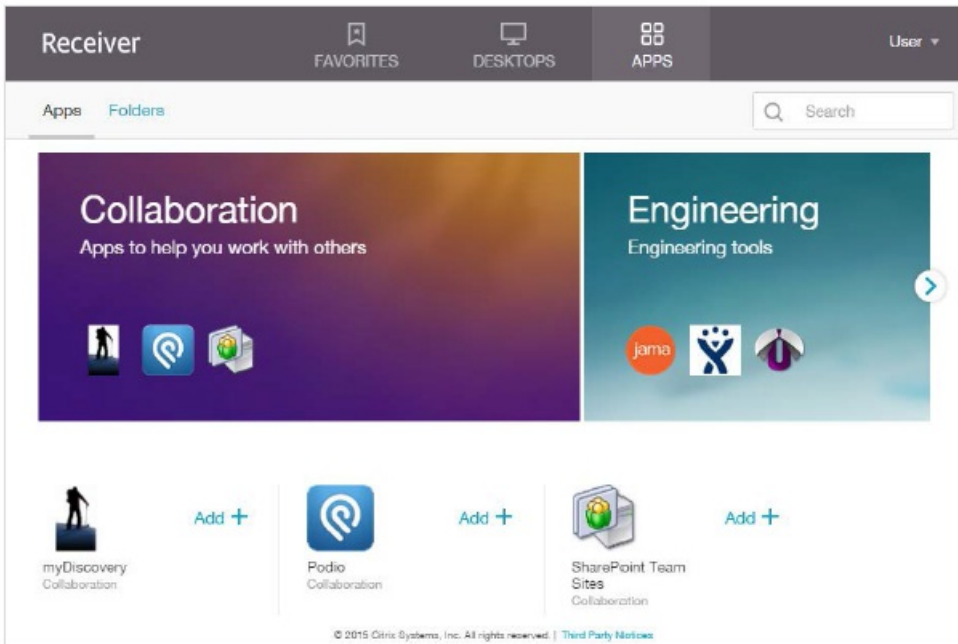 Receiver
FAVORITES
DESKTOPS
APPS
User
Apps
Folders
Search
Collaboration
Apps to help you work with others
Engineering
Engineering tools
jama
Add +
myDiscovery
Collaboration
Add +
Podio
Collaboration
Add +
SharePoint Team
Sites
Collaboration
© 2015 Citrix Systems, Inc. All rights reserved. | Third Party Notices